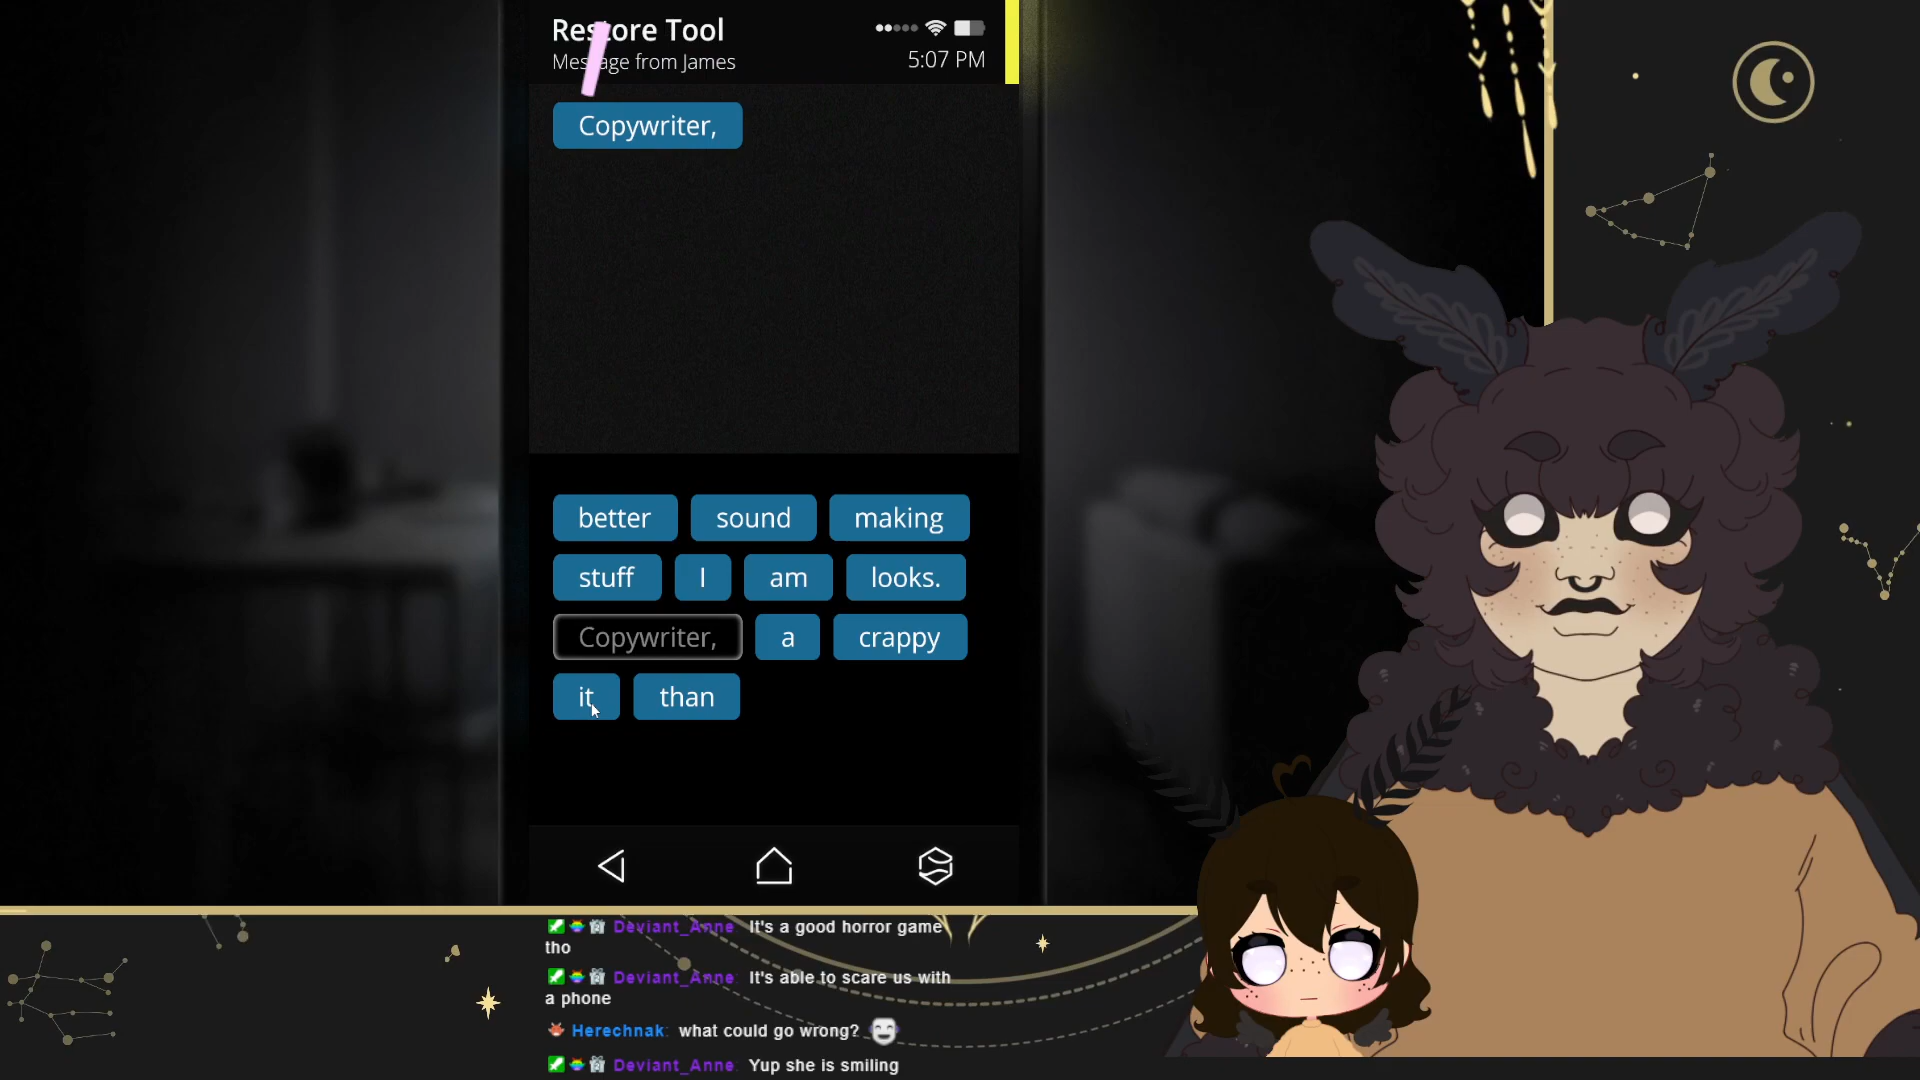 Restore Tool
Message from James
5:07 PM
Copywriter,
better sound making
stuff I am looks.
Copywriter, a crappy
it than
Deviant_Anne: It's a good horror game
tho
Deviant_Anne: It's able to scare us with
a phone
Herechnak: what could go wrong?
Deviant_Anne: Yup she is smiling